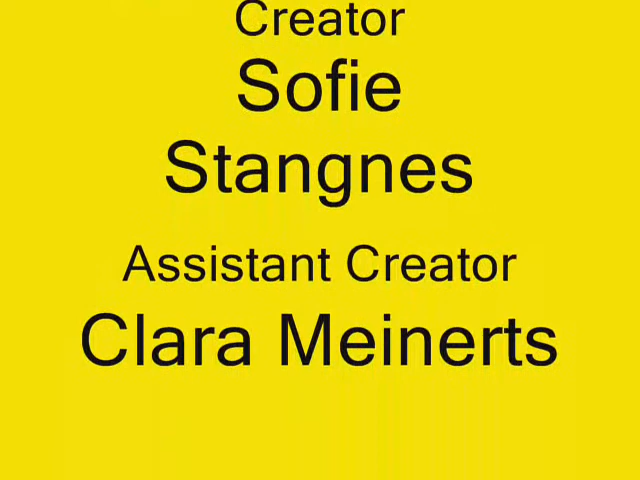 Creator
Sofie
Stangnes
Assistant Creator
Clara Meinerts